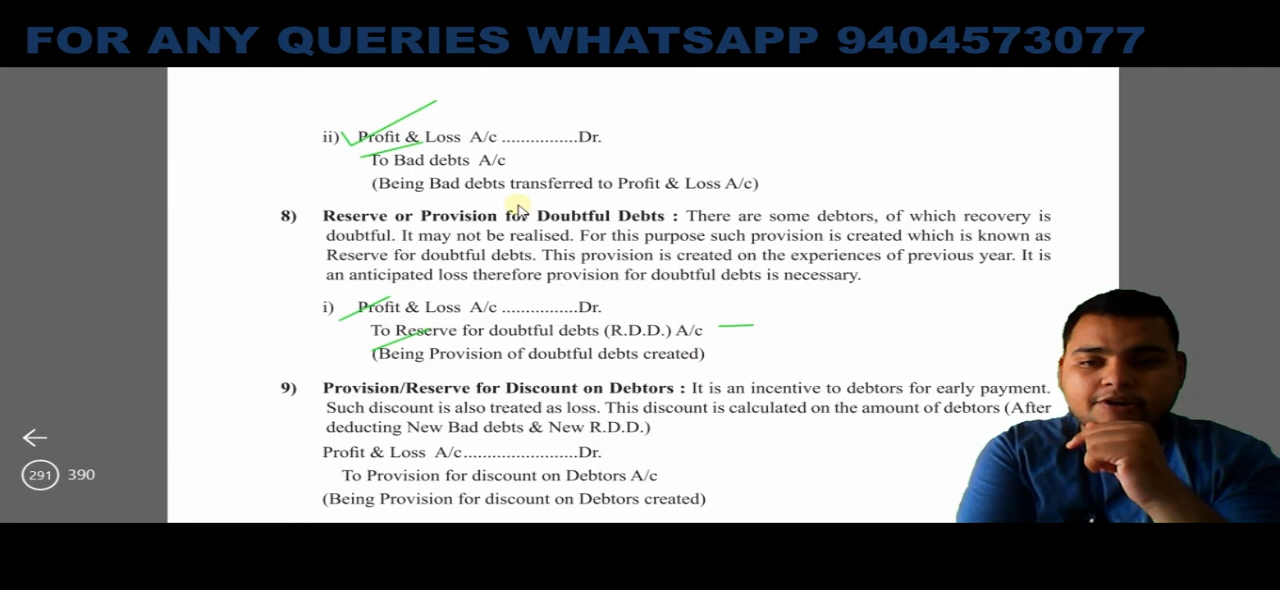 FOR ANY QUERIES WHATSAPP 9404573077
ii) Profit & Loss A/c ................Dr.
To Bad debts A/c
(Being Bad debts transferred to Profit & Loss A/c)
8) Reserve or Provision for Doubtful Debts : There are some debtors, of which recovery is
doubtful. It may not be realised. For this purpose such provision is created which is known as
Reserve for doubtful debts. This provision is created on the experiences of previous year. It is
an anticipated loss therefore provision for doubtful debts is necessary.
i) Profit & Loss A/c ................Dr.
To Reserve for doubtful debts (R.D.D.) A/c
(Being Provision of doubtful debts created)
9) Provision/Reserve for Discount on Debtors : It is an incentive to debtors for early payment.
Such discount is also treated as loss. This discount is calculated on the amount of debtors (After
deducting New Bad debts & New R.D.D.)
Profit & Loss A/c........................Dr.
To Provision for discount on Debtors A/c
(Being Provision for discount on Debtors created)
291 390